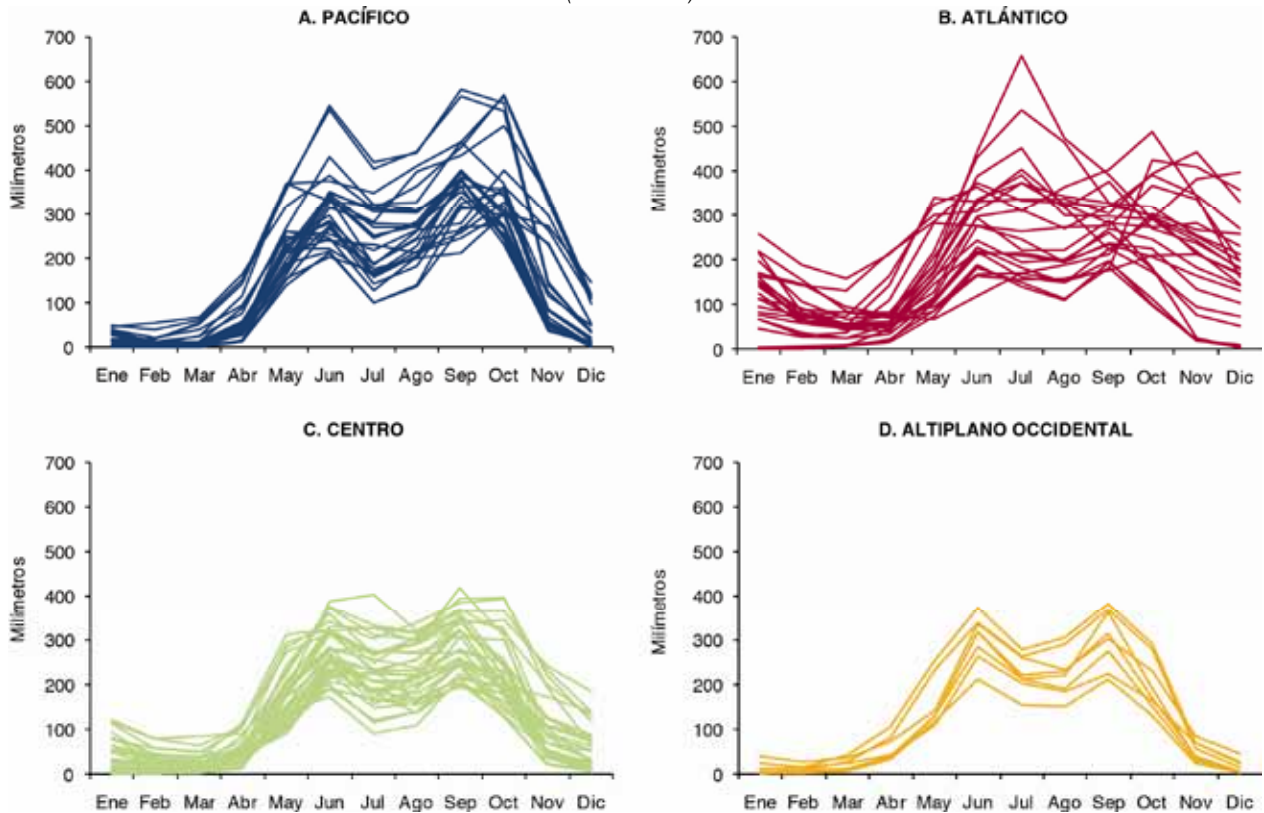 A. PACÍFICO
700
600
500
400
300
200
100
0
Milímetros
Ene Feb Mar Abr May Jun Jul Ago Sep Oct Nov Dic
B. ATLÁNTICO
700
600
500
400
300
200
100
0
Milímetros
Ene Feb Mar Abr May Jun Jul Ago Sep Oct Nov Dic
C. CENTRO
700
600
500
400
300
200
100
0
Milímetros
Ene Feb Mar Abr May Jun Jul Ago Sep Oct Nov Dic
D. ALTIPLANO OCCIDENTAL
700
600
500
400
300
200
100
0
Milímetros
Ene Feb Mar Abr May Jun Jul Ago Sep Oct Nov Dic